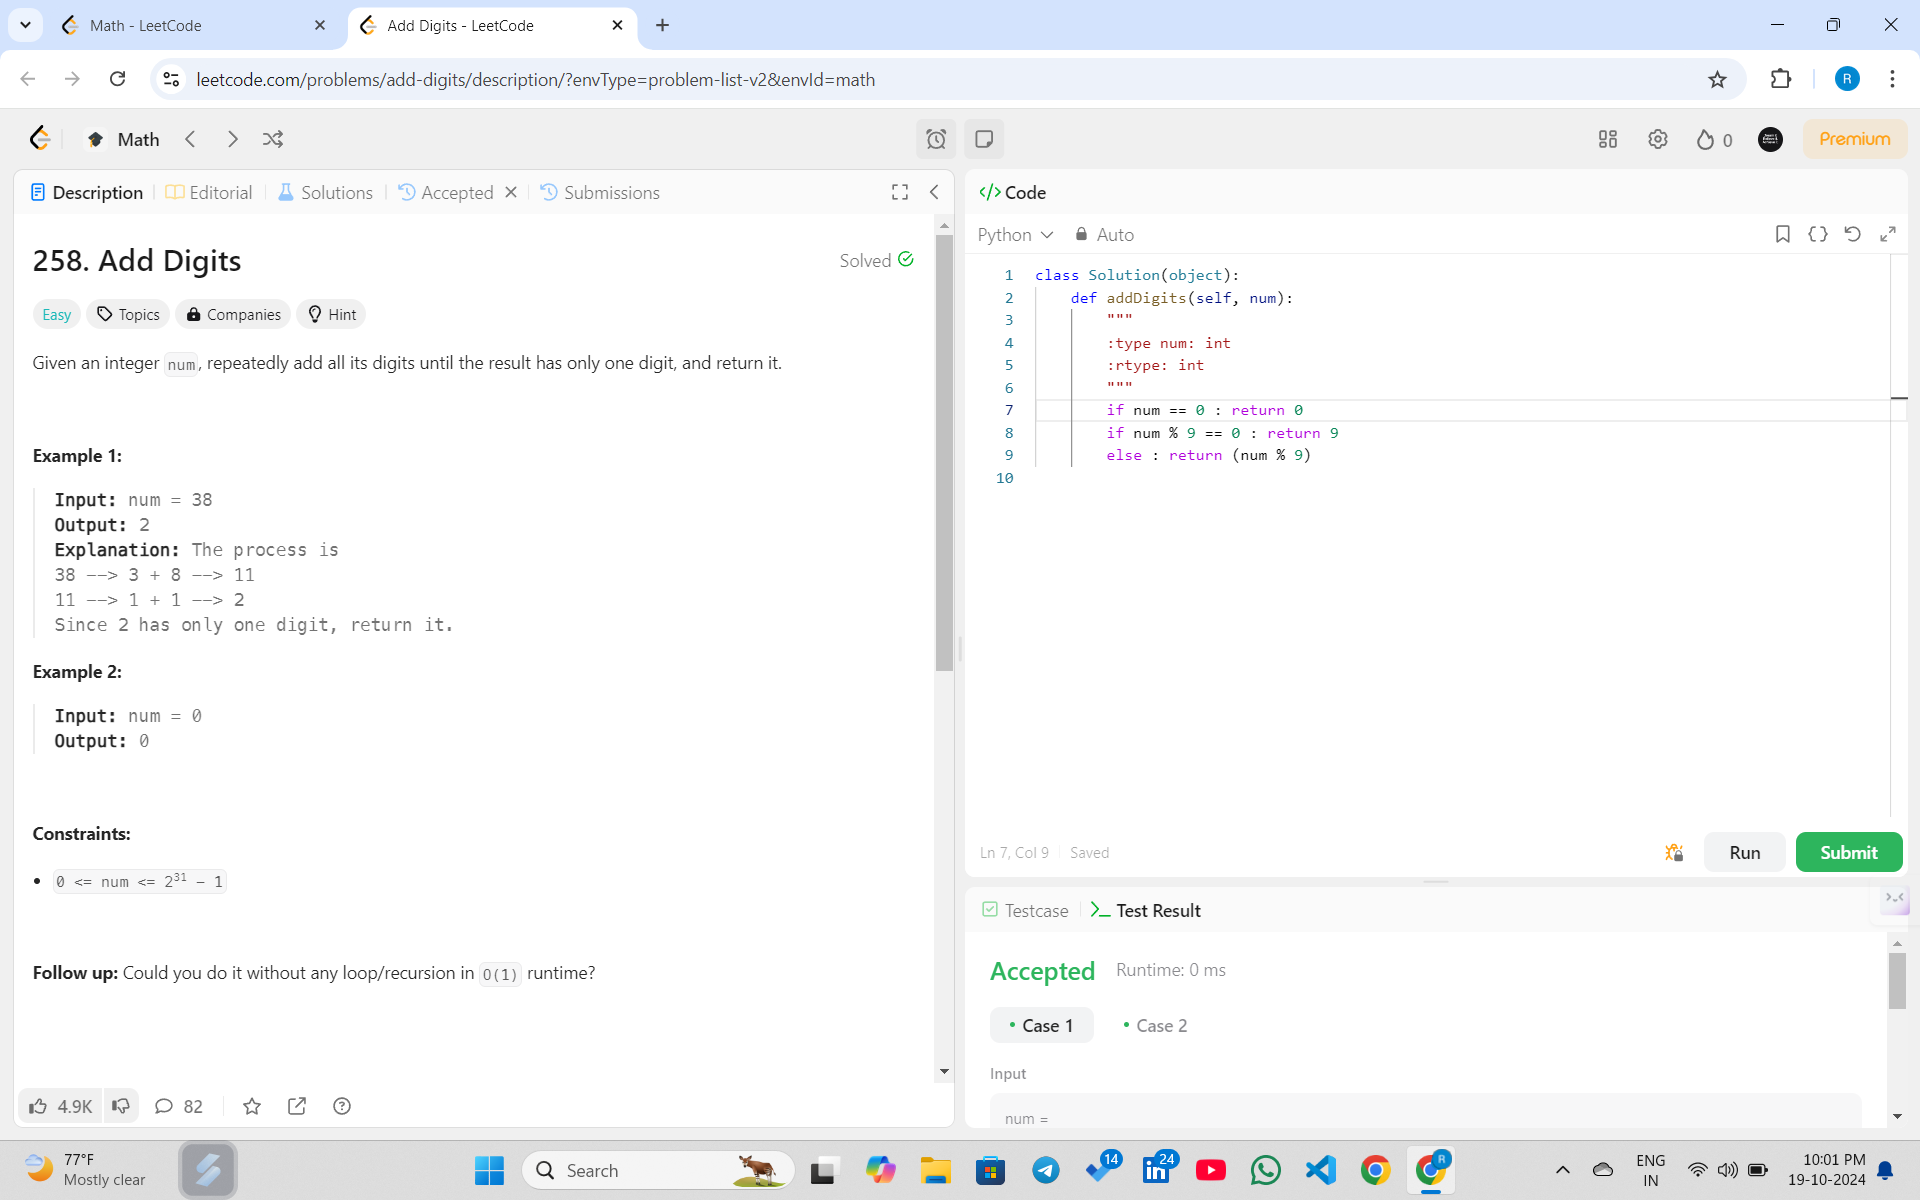 Math - LeetCode
Add Digits - LeetCode
leetcode.com/problems/add-digits/description/?envType=problem-list-v2&envId=math
R
Math
0
Premium
Description
Editorial
Solutions
Accepted
Submissions
258. Add Digits
Solved
Easy
Topics
Companies
Hint
Given an integer num, repeatedly add all its digits until the result has only one digit, and return it.
Example 1:
Input: num = 38
Output: 2
Explanation: The process is
38 --> 3 + 8 --> 11
11 --> 1 + 1 --> 2
Since 2 has only one digit, return it.
Example 2:
Input: num = 0
Output: 0
Constraints:
• 0 <= num <= 2³¹ - 1
Follow up: Could you do it without any loop/recursion in O(1) runtime?
4.9K
82
</> Code
Python
Auto
1 class Solution(object):
2 def addDigits(self, num):
3 """
4 :type num: int
5 :rtype: int
6 """
7 if num == 0 : return 0
8 if num % 9 == 0 : return 9
9 else : return (num % 9)
10
Ln 7, Col 9
Saved
Run
Submit
Testcase
Test Result
Accepted
Runtime: 0 ms
• Case 1
• Case 2
Input
num =
77°F
Mostly clear
Search
14
24
R
ENG
IN
10:01 PM
19-10-2024